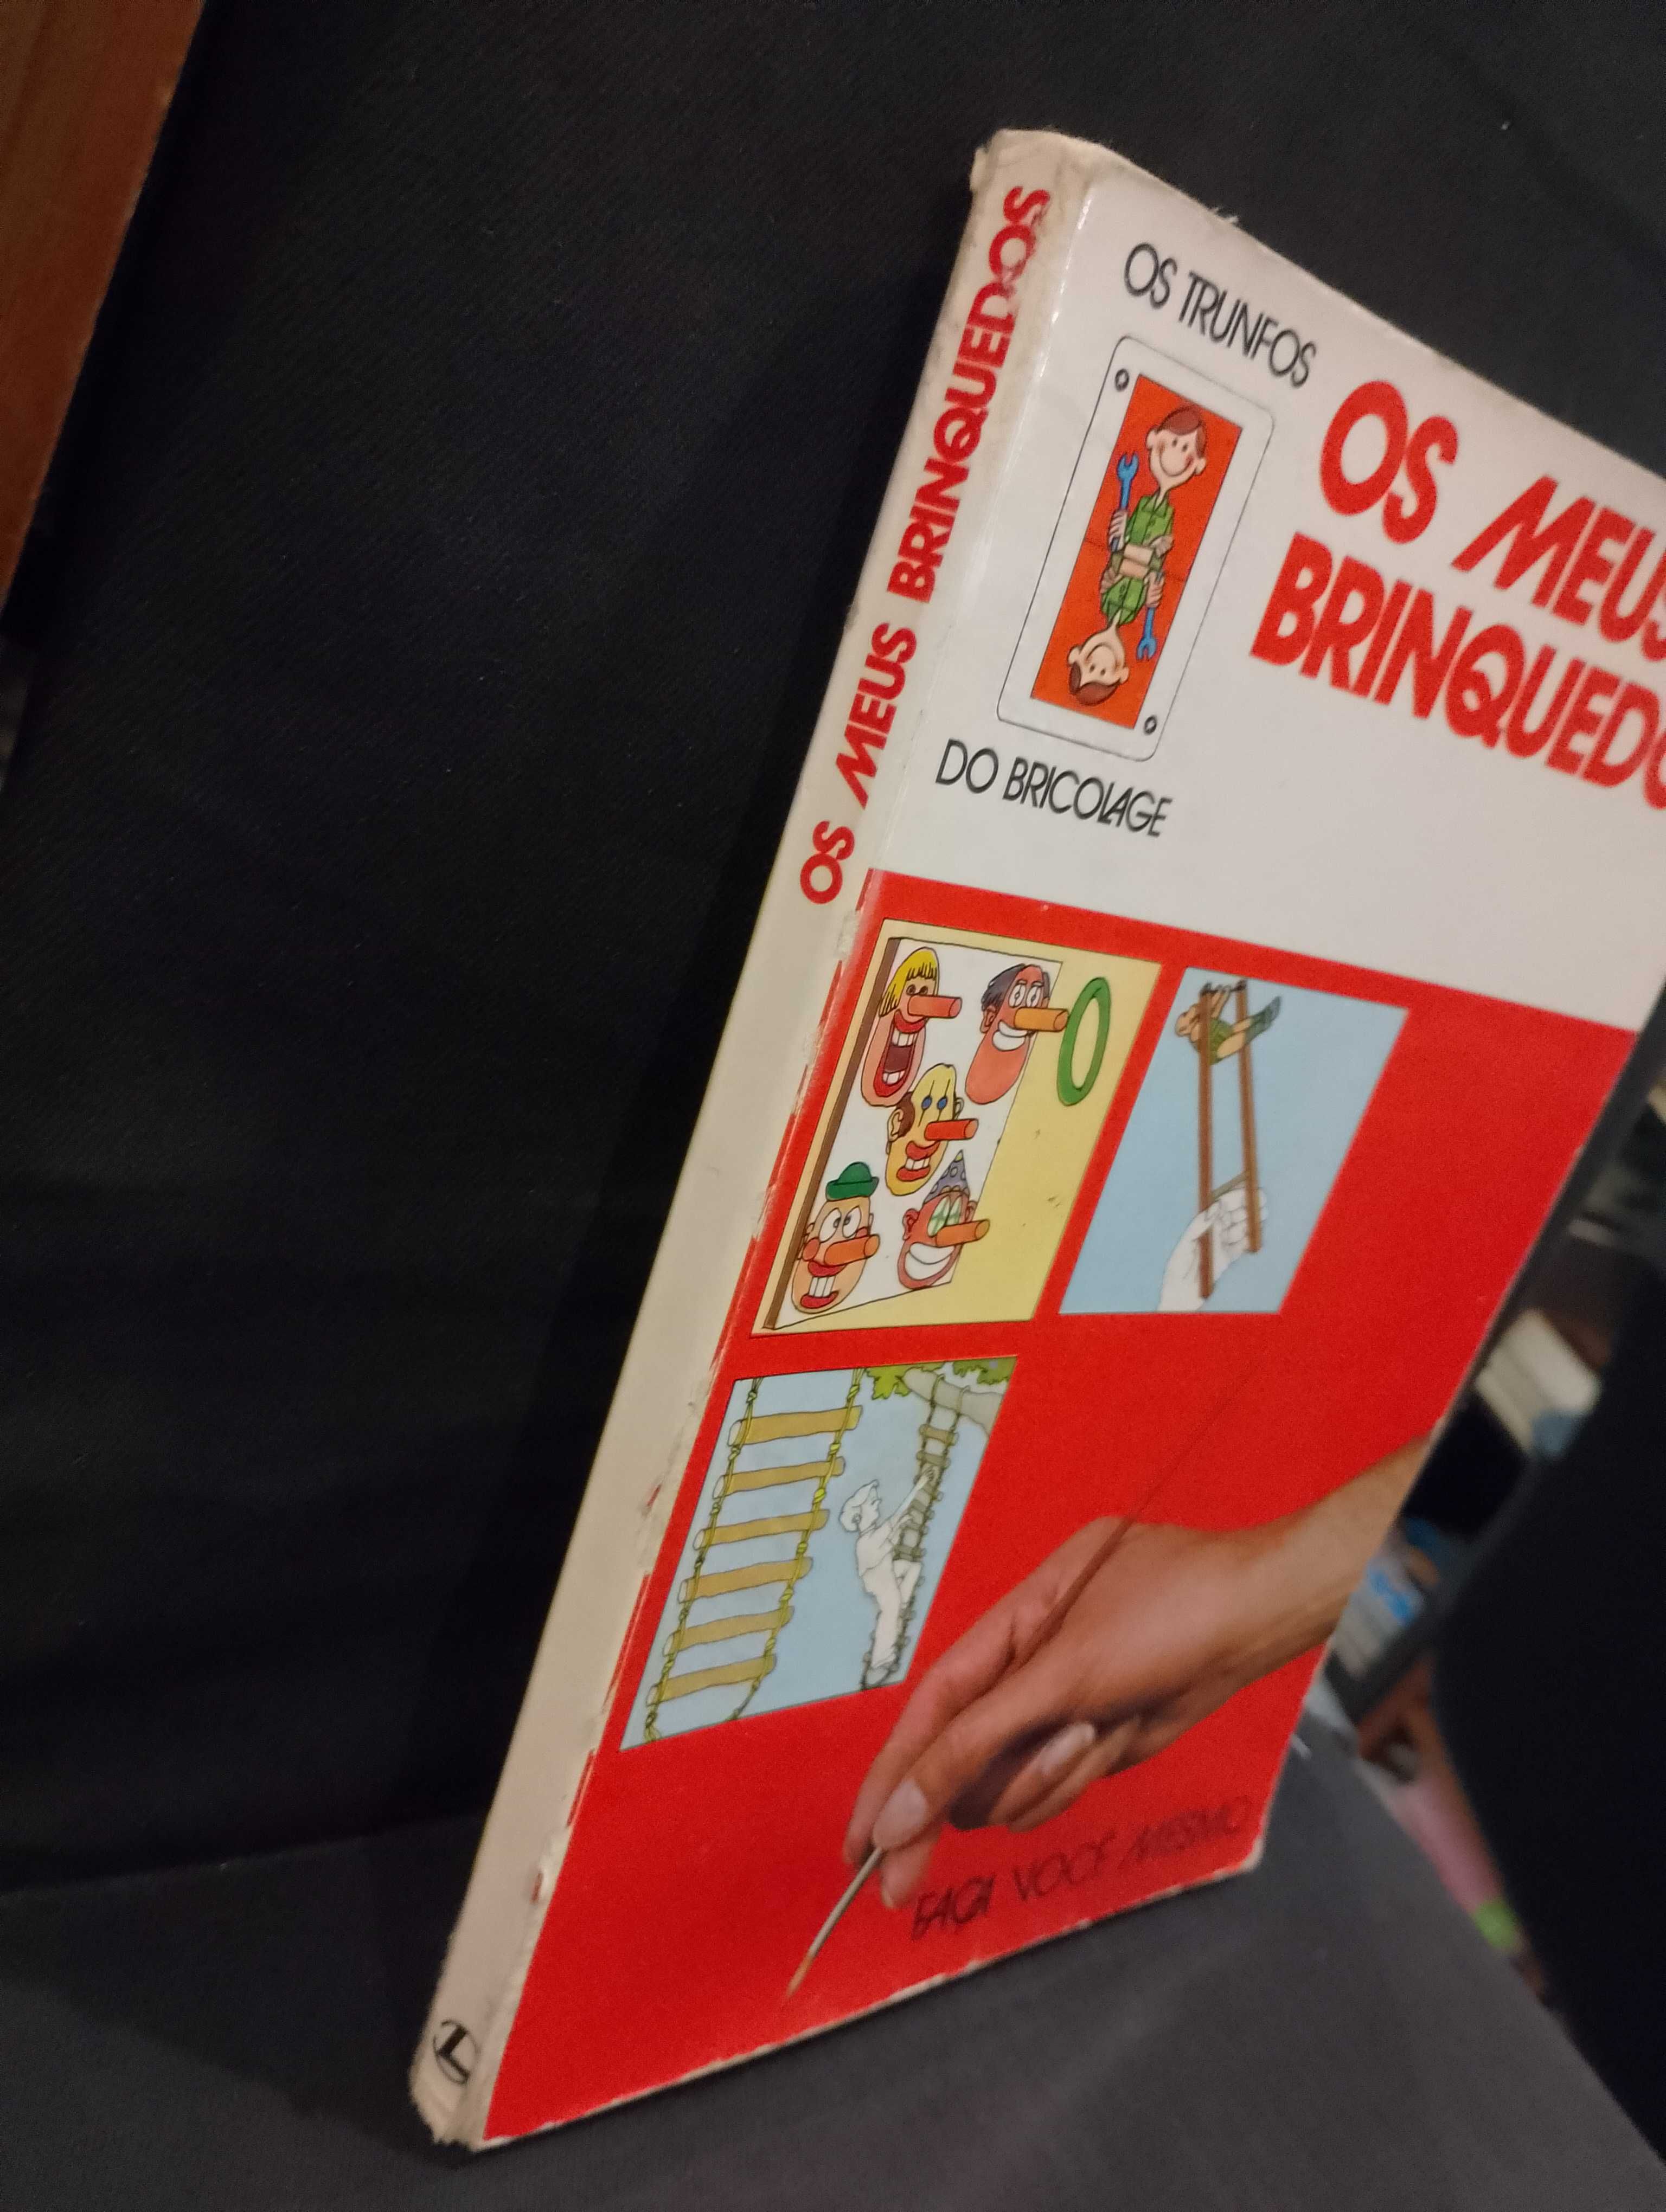 OS MEUS BRINQUEDOS
OS TRUNFOS
OS MEUS
BRINQUEDO
DO BRICOLAGE
FAÇA VOCÊ MESMO
L